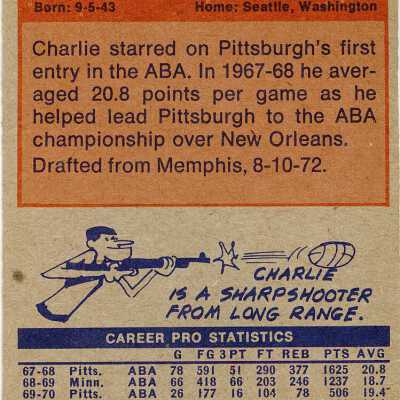 Born: 9-5-43 Home: Seattle, Washington
Charlie starred on Pittsburgh's first
entry in the ABA. In 1967-68 he aver-
aged 20.8 points per game as he
helped lead Pittsburgh to the ABA
championship over New Orleans.
Drafted from Memphis, 8-10-72.
CHARLIE
IS A SHARPSHOOTER
FROM LONG RANGE.
CAREER PRO STATISTICS
G FG 3PT FT REB PTS AVG
67-68 Pitts. ABA 78 591 51 290 377 1625 20.8
68-69 Minn. ABA 66 418 66 203 246 1237 18.7
69-70 Pitts. ABA 26 177 16 104 78 506 19.4